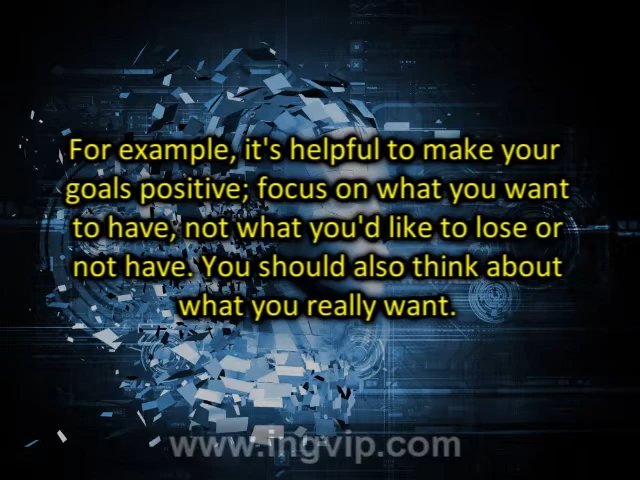 For example, it's helpful to make your
goals positive; focus on what you want
to have, not what you'd like to lose or
not have. You should also think about
what you really want.
www.ingvip.com